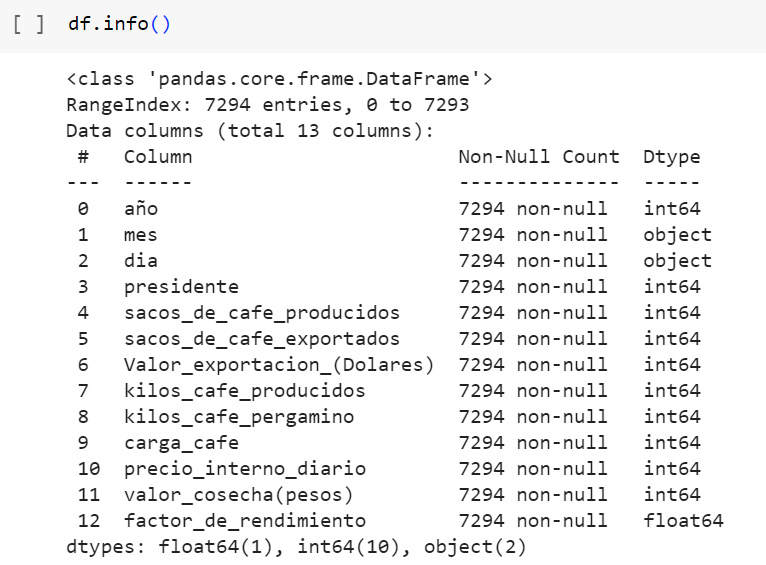 [ ] df.info()
<class 'pandas.core.frame.DataFrame'>
RangeIndex: 7294 entries, 0 to 7293
Data columns (total 13 columns):
 #   Column                      Non-Null Count  Dtype
---  ------                      --------------  -----
 0   año                         7294 non-null   int64
 1   mes                         7294 non-null   object
 2   dia                         7294 non-null   object
 3   presidente                  7294 non-null   int64
 4   sacos_de_cafe_producidos    7294 non-null   int64
 5   sacos_de_cafe_exportados    7294 non-null   int64
 6   Valor_exportacion_(Dolares)  7294 non-null   int64
 7   kilos_cafe_producidos       7294 non-null   int64
 8   kilos_cafe_pergamino        7294 non-null   int64
 9   carga_cafe                  7294 non-null   int64
 10  precio_interno_diario       7294 non-null   int64
 11  valor_cosecha(pesos)        7294 non-null   int64
 12  factor_de_rendimiento       7294 non-null   float64
dtypes: float64(1), int64(10), object(2)